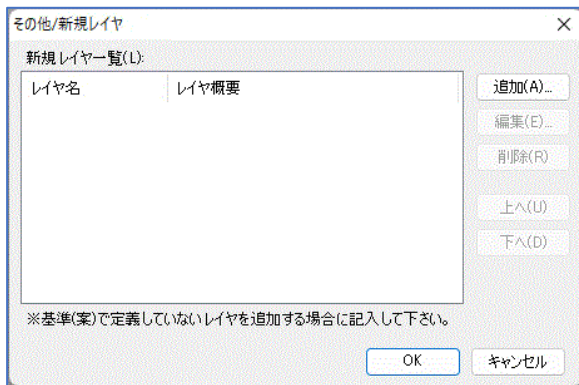 その他/新規レイヤ
新規レイヤ一覧(L):
レイヤ名 レイヤ概要
追加(A)...
編集(E)...
削除(R)
上へ(U)
下へ(D)
※基準(案)で定義していないレイヤを追加する場合に記入して下さい。
OK キャンセル